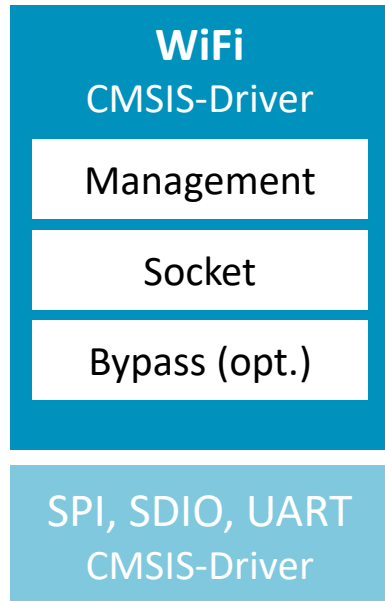 WiFi
CMSIS-Driver
Management
Socket
Bypass (opt.)
SPI, SDIO, UART
CMSIS-Driver